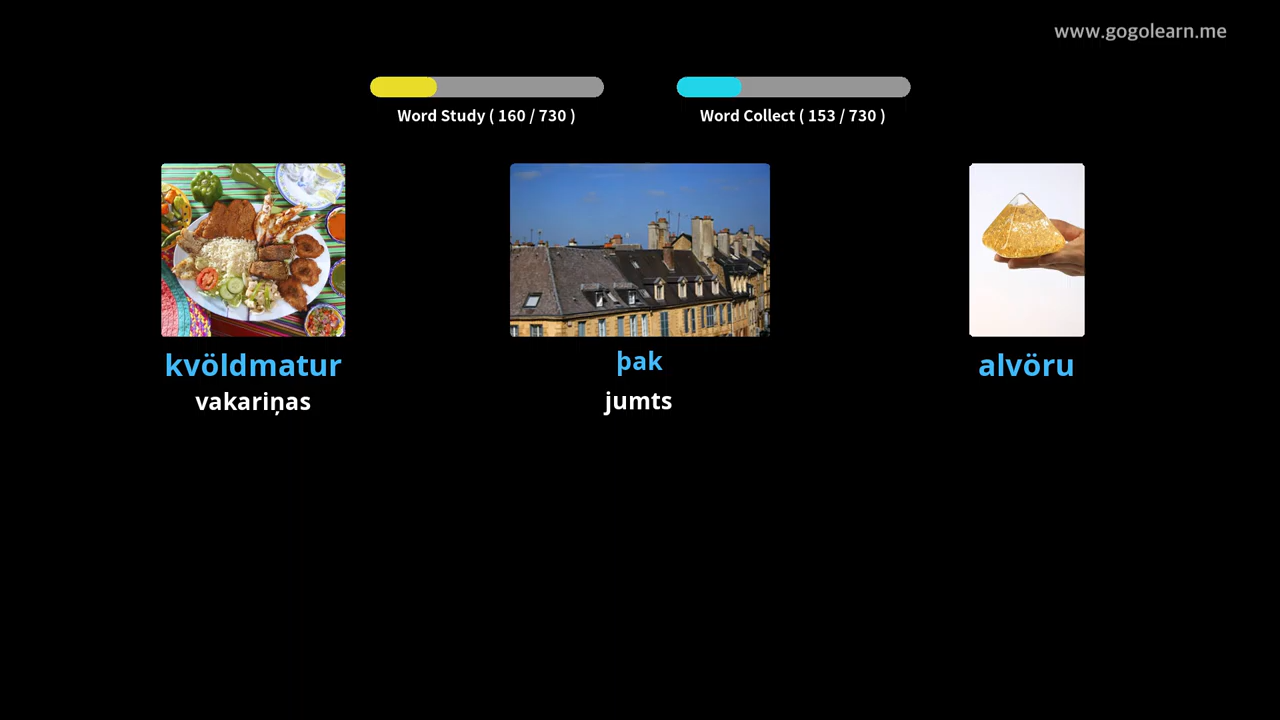 www.gogolearn.me
Word Study ( 160 / 730 )
Word Collect ( 153 / 730 )
kvöldmatur
vakariņas
þak
jumts
alvöru